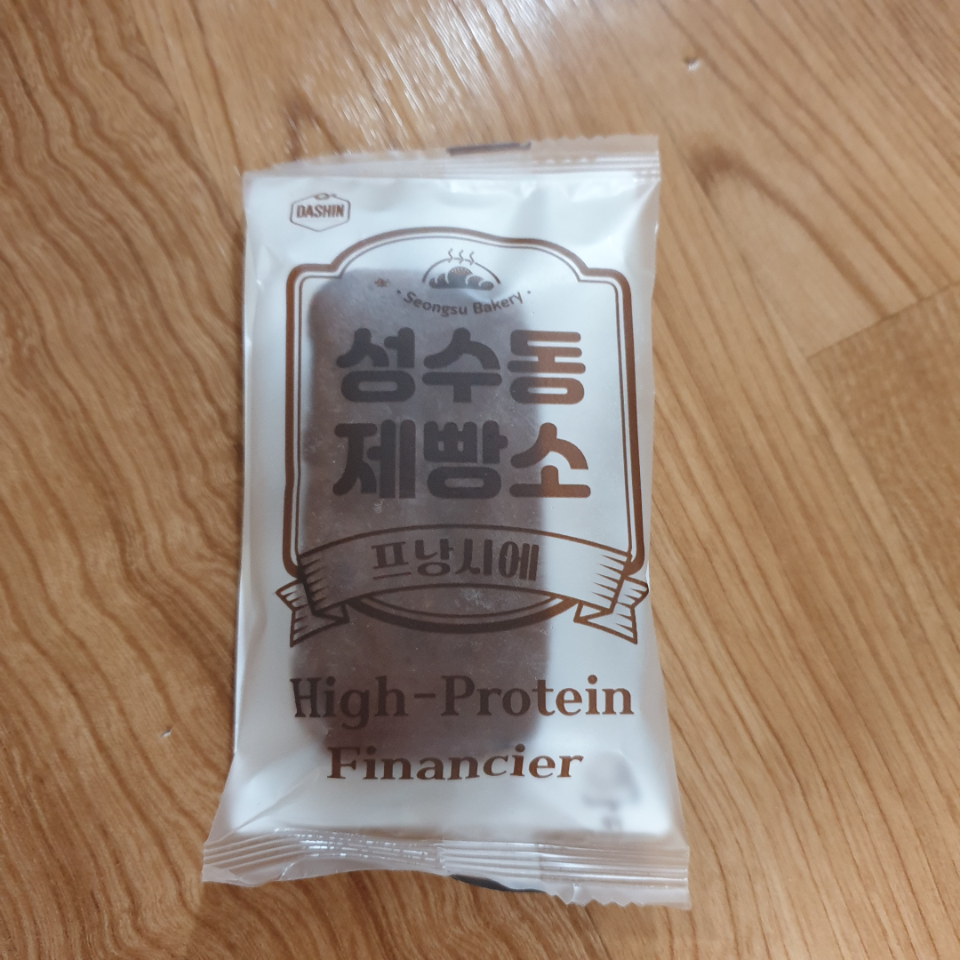 DASHIN
· Seongsu Bakery ·
성수동
제빵소
프낭시에
High-Protein
Financier